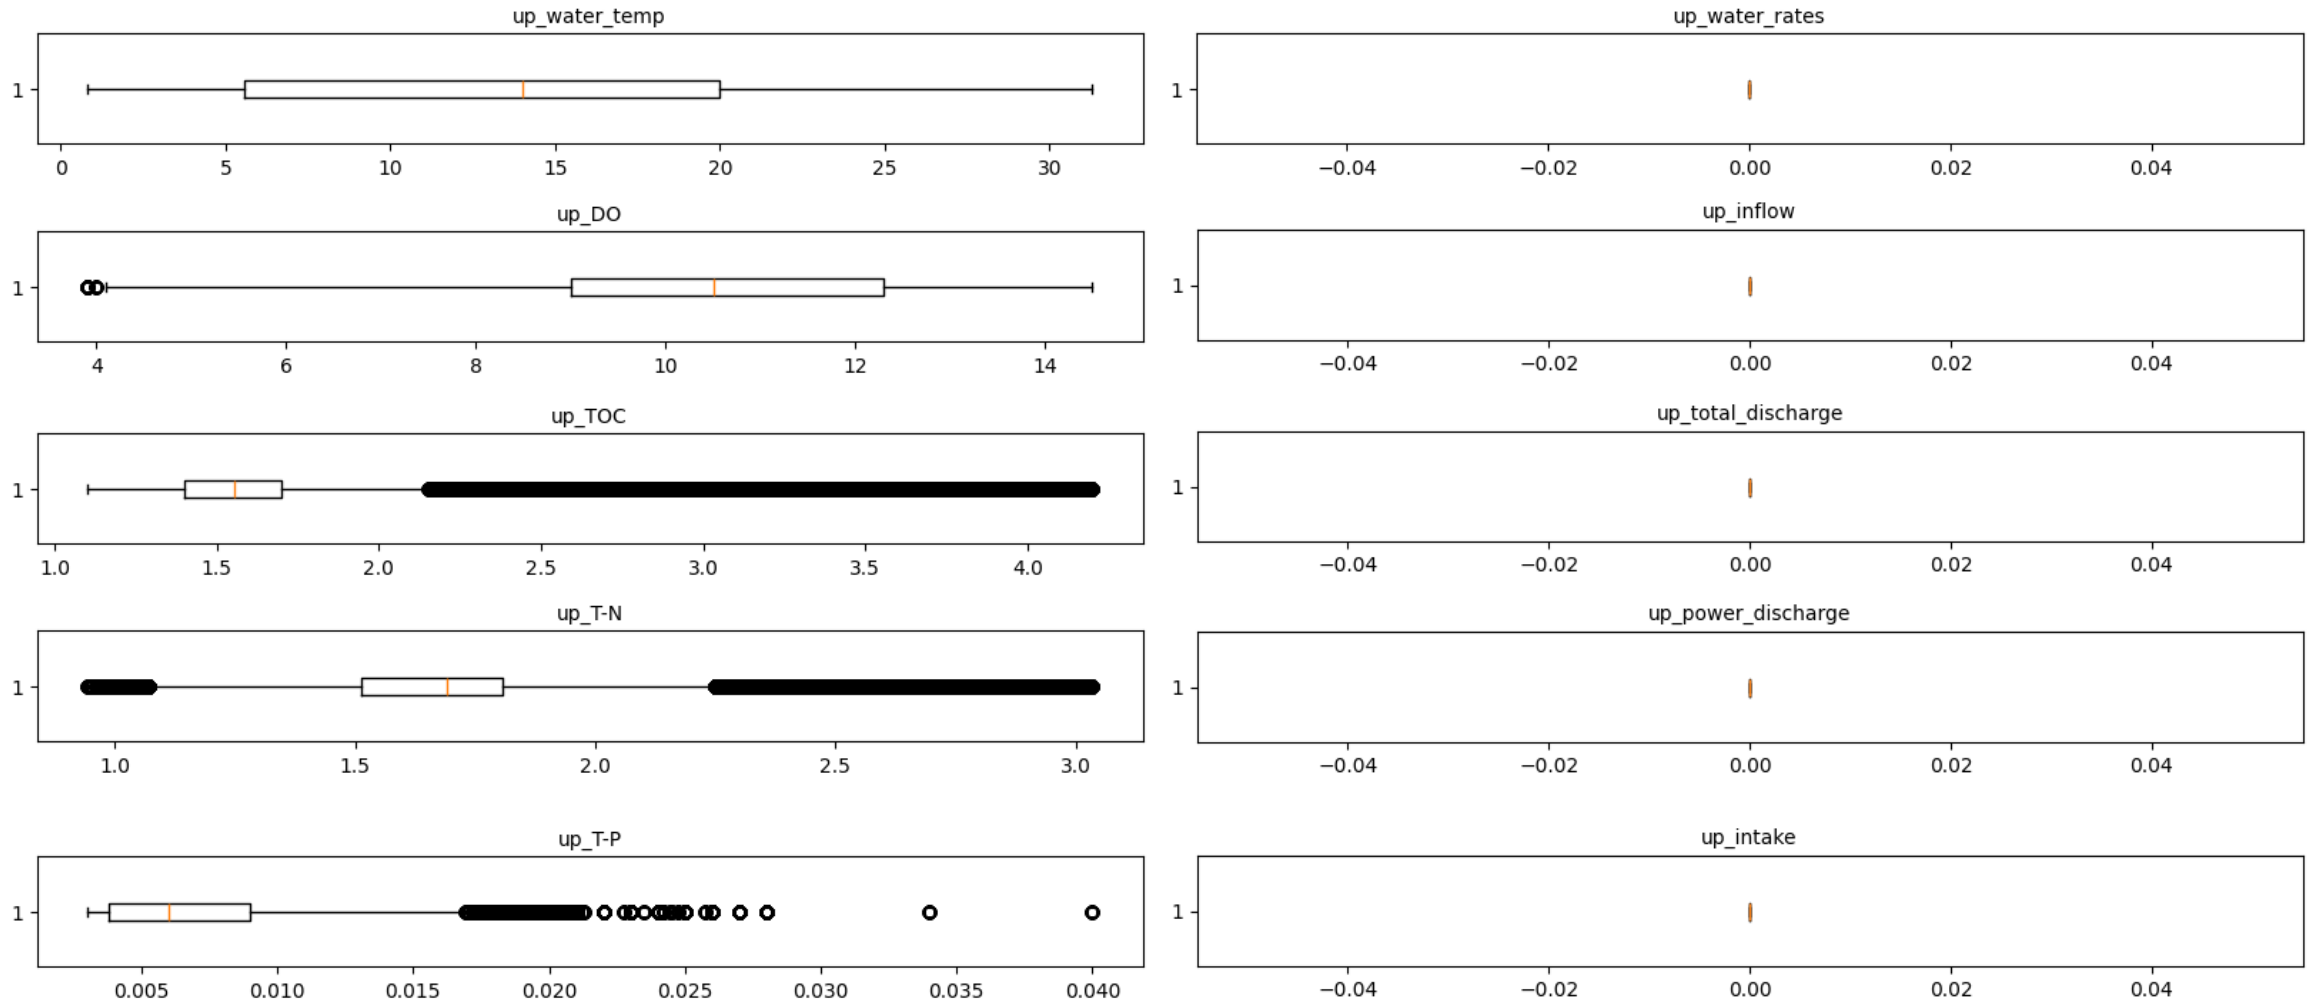 up_water_temp
1
0 5 10 15 20 25 30
up_water_rates
1
−0.04 −0.02 0.00 0.02 0.04
up_DO
1
4 6 8 10 12 14
up_inflow
1
−0.04 −0.02 0.00 0.02 0.04
up_TOC
1
1.0 1.5 2.0 2.5 3.0 3.5 4.0
up_total_discharge
1
−0.04 −0.02 0.00 0.02 0.04
up_T-N
1
1.0 1.5 2.0 2.5 3.0
up_power_discharge
1
−0.04 −0.02 0.00 0.02 0.04
up_T-P
1
0.005 0.010 0.015 0.020 0.025 0.030 0.035 0.040
up_intake
1
−0.04 −0.02 0.00 0.02 0.04